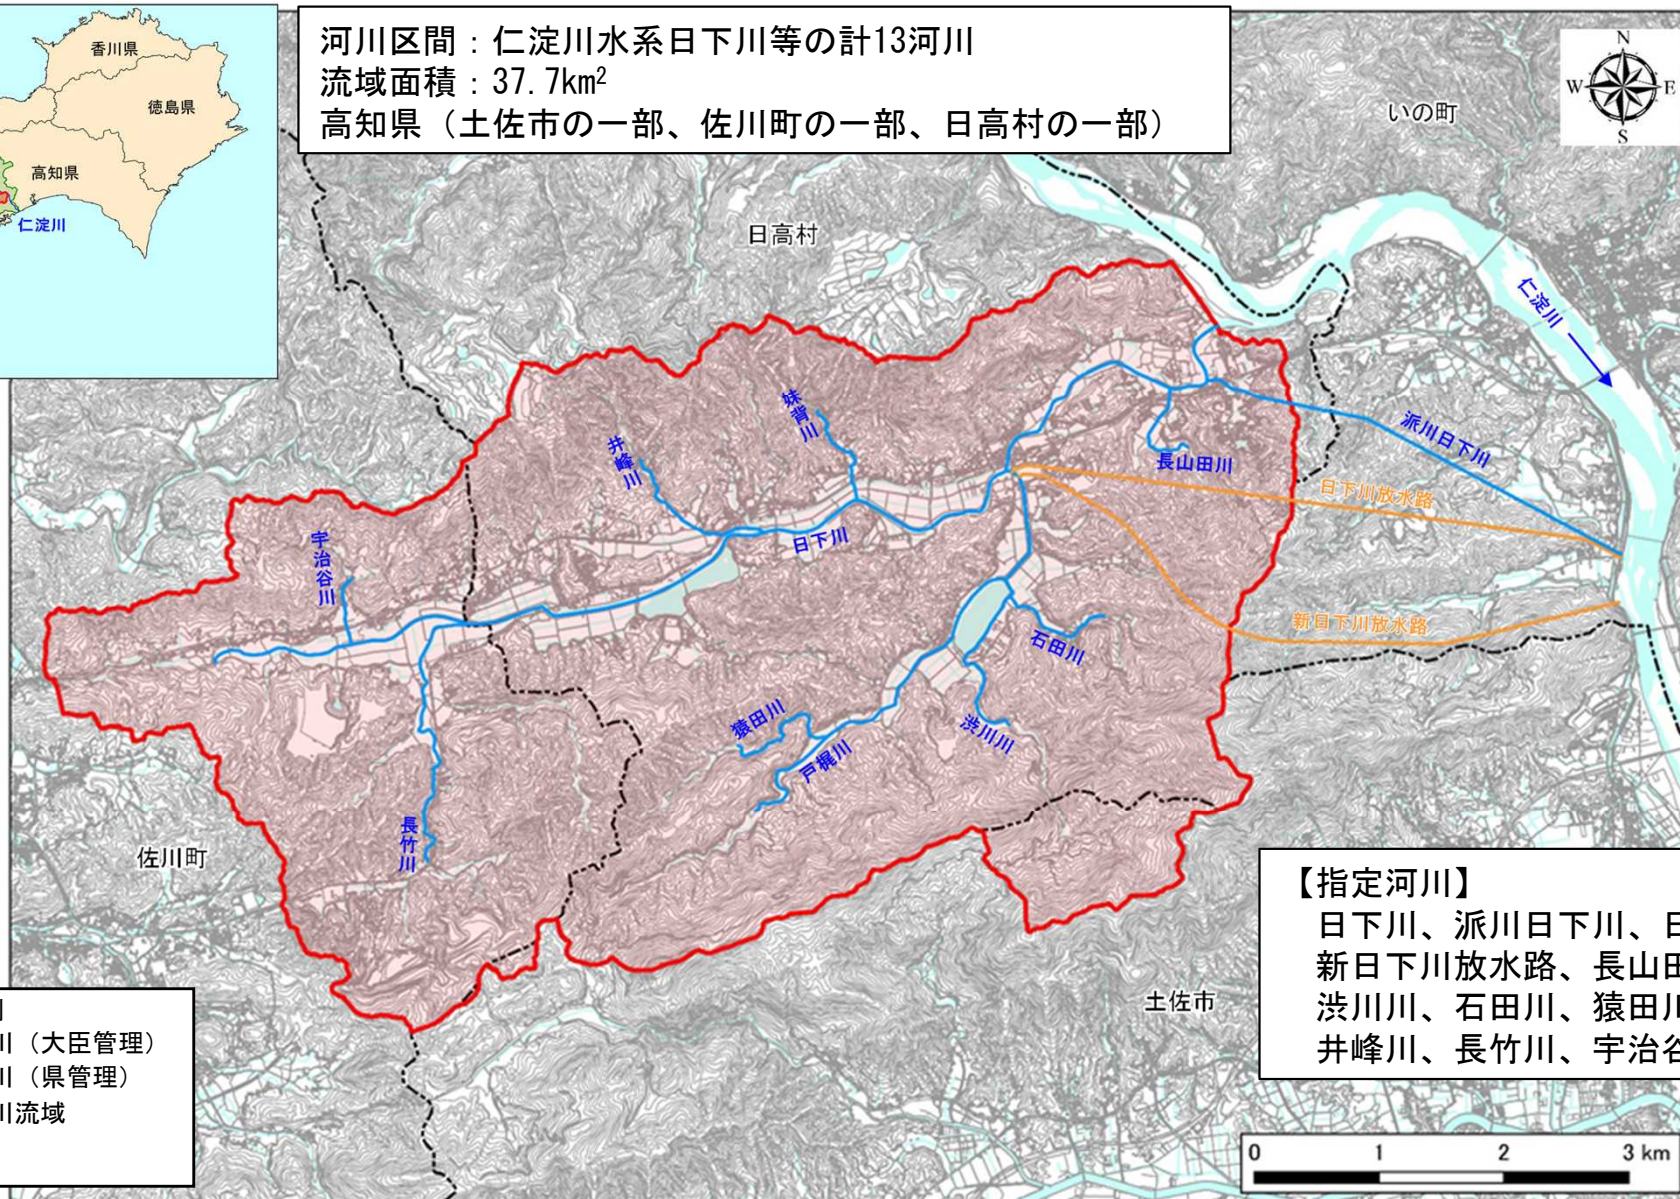 河川区間：仁淀川水系日下川等の計13河川
流域面積：37.7km²
高知県（土佐市の一部、佐川町の一部、日高村の一部）
香川県
徳島県
高知県
仁淀川
N
W
E
S
いの町
日高村
仁淀川
妹背川
井峰川
派川日下川
長山田川
日下川放水路
日下川
宇治谷川
新日下川放水路
石田川
猿田川
渋川川
戸梶川
長竹川
佐川町
土佐市
【指定河川】
日下川、派川日下川、日
新日下川放水路、長山田
渋川川、石田川、猿田川
井峰川、長竹川、宇治谷
川（大臣管理）
川（県管理）
川流域
0 1 2 3 km